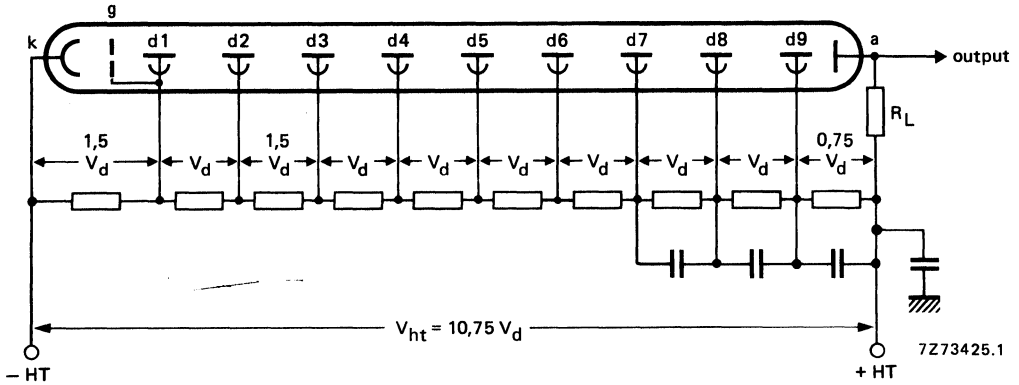 g
k d1 d2 d3 d4 d5 d6 d7 d8 d9 a output
R_L
1,5 1,5 0,75
V_d V_d V_d V_d V_d V_d V_d V_d V_d V_d
V_ht = 10,75 V_d
7Z73425.1
– HT + HT